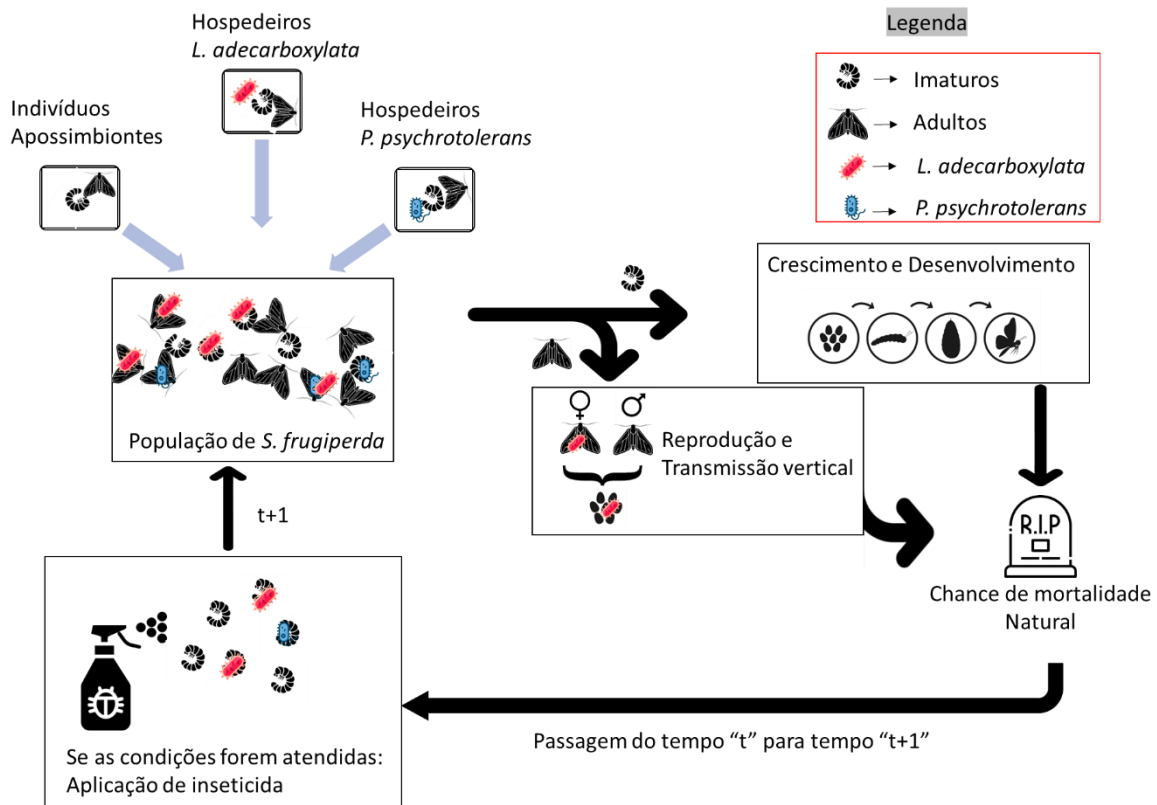 Hospedeiros
L. adecarboxylata
Indivíduos
Apossimbiontes
Hospedeiros
P. psychrotolerans
Legenda
Imaturos
Adultos
L. adecarboxylata
P. psychrotolerans
População de S. frugiperda
Crescimento e Desenvolvimento
Reprodução e
Transmissão vertical
R.I.P
Chance de mortalidade
Natural
Passagem do tempo “t” para tempo “t+1”
Se as condições forem atendidas:
Aplicação de inseticida
t+1